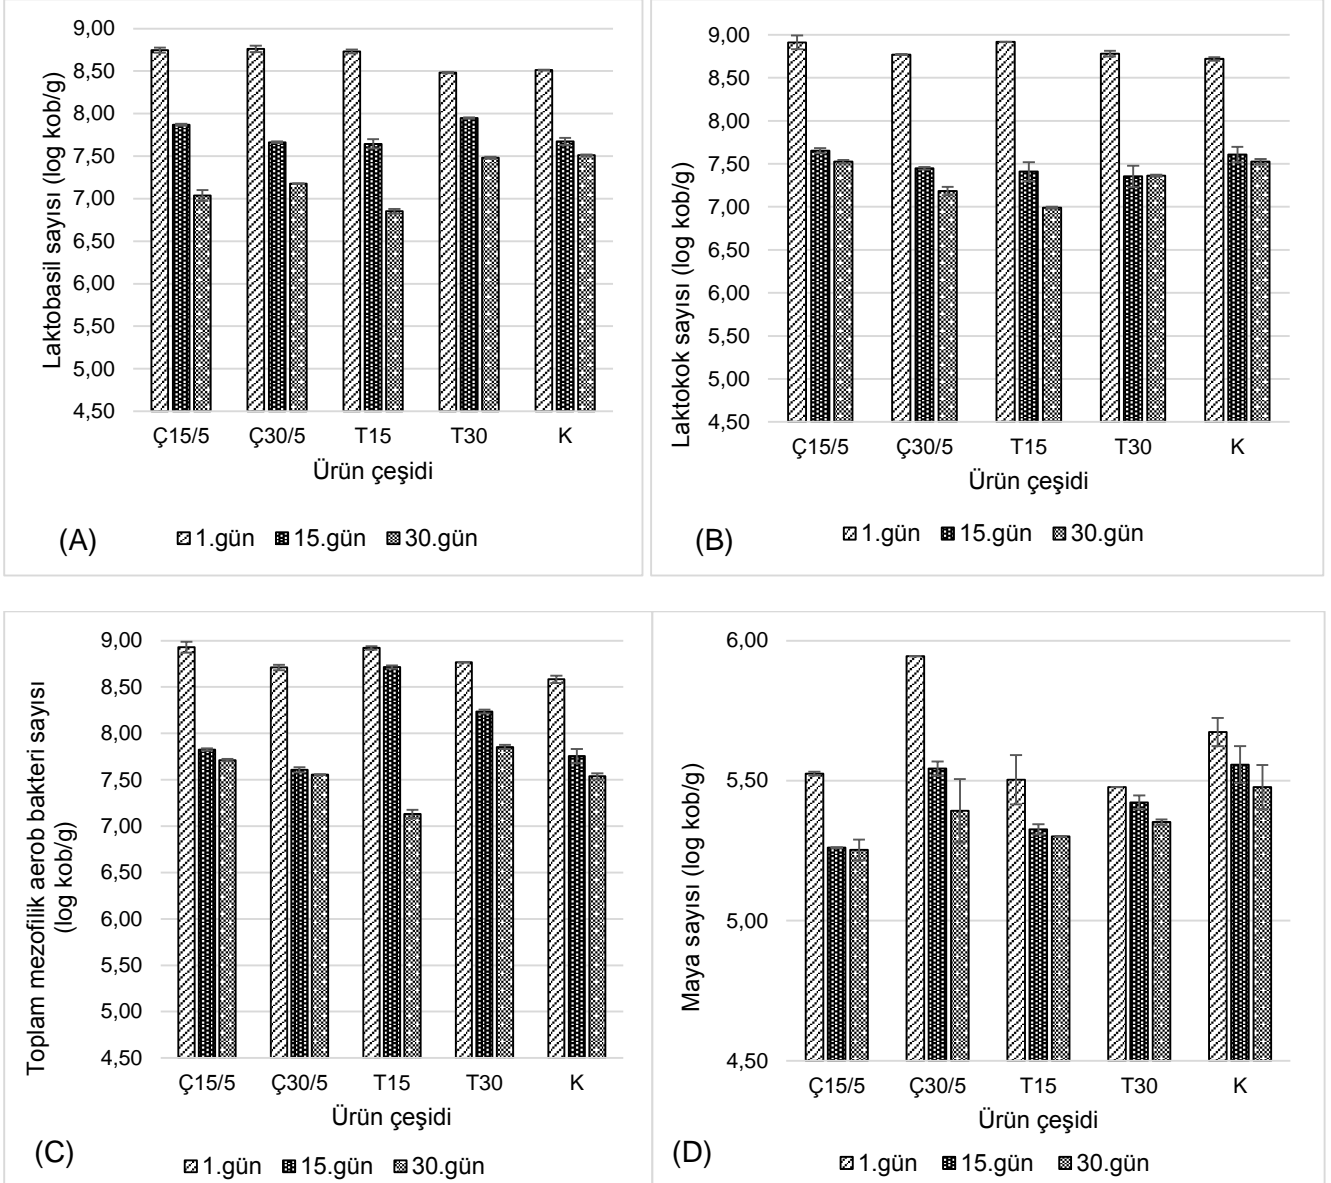 Laktobasil sayısı (log kob/g)
9,00
8,50
8,00
7,50
7,00
6,50
6,00
5,50
5,00
4,50
Ç15/5 Ç30/5 T15 T30 K
Ürün çeşidi
(A)
1.gün 15.gün 30.gün
Laktokok sayısı (log kob/g)
9,00
8,50
8,00
7,50
7,00
6,50
6,00
5,50
5,00
4,50
Ç15/5 Ç30/5 T15 T30 K
Ürün çeşidi
(B)
1.gün 15.gün 30.gün
Toplam mezofilik aerob bakteri sayısı
(log kob/g)
9,00
8,50
8,00
7,50
7,00
6,50
6,00
5,50
5,00
4,50
Ç15/5 Ç30/5 T15 T30 K
Ürün çeşidi
(C)
1.gün 15.gün 30.gün
Maya sayısı (log kob/g)
6,00
5,50
5,00
4,50
Ç15/5 Ç30/5 T15 T30 K
Ürün çeşidi
(D)
1.gün 15.gün 30.gün